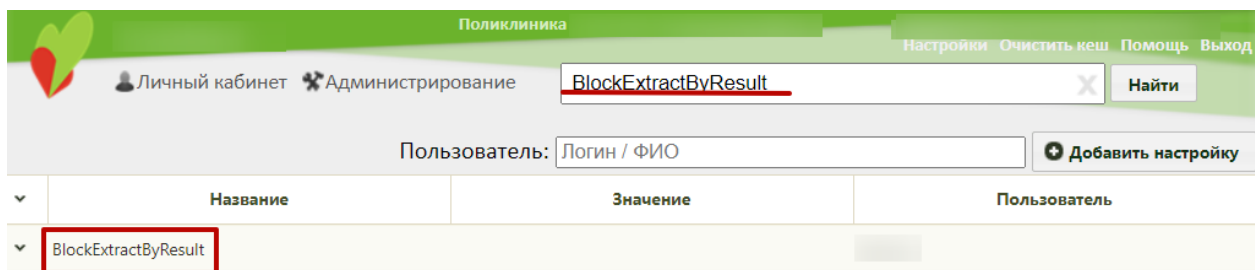 Поликлиника
Настройки Очистить кеш Помощь Выход
Личный кабинет Администрирование BlockExtractByResult X Найти
Пользователь: Логин / ФИО Добавить настройку
Название Значение Пользователь
BlockExtractByResult